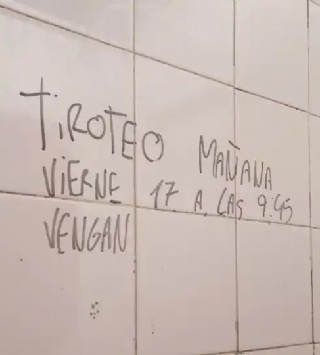 TiROTEO MAÑANA
ViERNE 17 A LAS 9:45
VENGAN